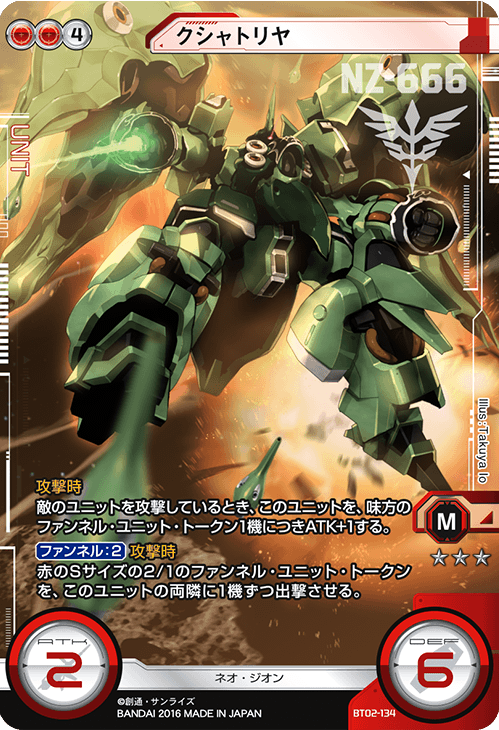 4
クシャトリヤ
NZ-666
UNIT
Illus:Takuya Io
攻撃時
敵のユニットを攻撃しているとき、このユニットを、味方の
ファンネル・ユニット・トークン1機につきATK+1する。
ファンネル:2 攻撃時
赤のSサイズの2/1のファンネル・ユニット・トークン
を、このユニットの両隣に1機ずつ出撃させる。
M
ATK
2
DEF
6
ネオ・ジオン
©創通・サンライズ
BANDAI 2016 MADE IN JAPAN
BT02-134